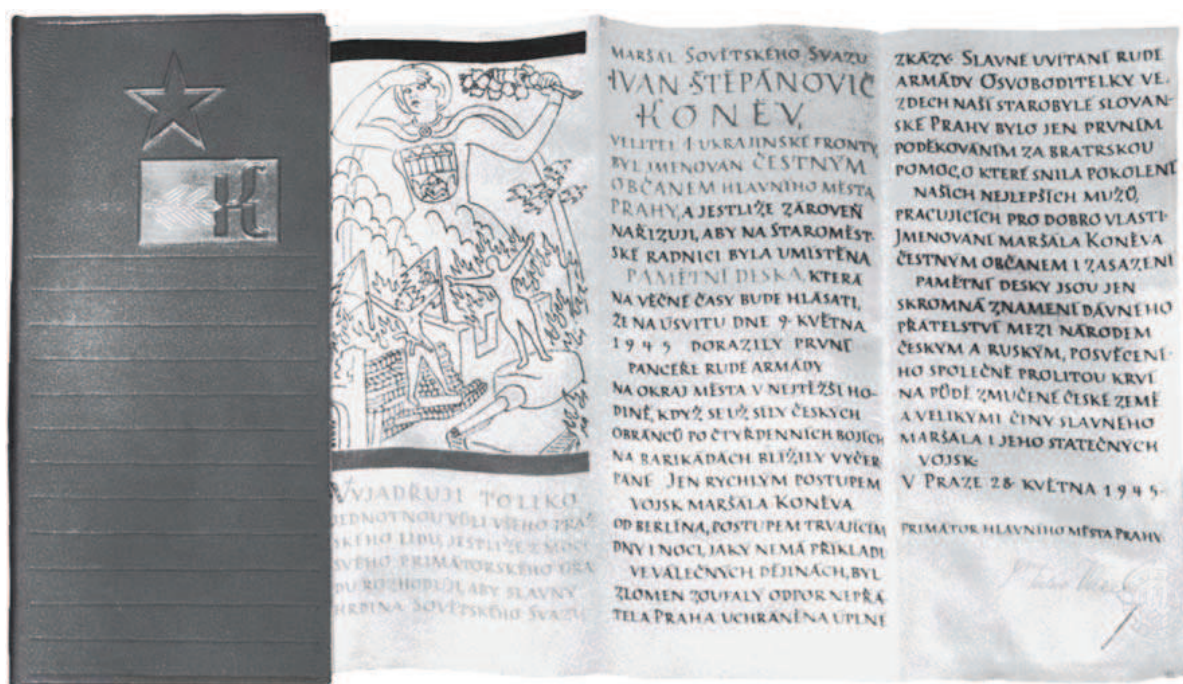 K
VYJADŘUJI TOLIKO
JEDNOTNOU VŮLI VŠEHO PRAŽ
SKÉHO LIDU, JESTLIŽE Z MOCI
SVÉHO PRIMÁTORSKÉHO ÚŘA
DU ROZHODUJI, ABY SLAVNÝ
HRDINA SOVĚTSKÉHO SVAZU
MARŠÁL SOVĚTSKÉHO SVAZU
IVAN ŠTĚPÁNOVIČ
KONĚV,
VELITEL 1 UKRAJINSKÉ FRONTY,
BYL JMENOVÁN ČESTNÝM
OBČANEM HLAVNÍHO MĚSTA
PRAHY, A JESTLIŽE ZÁROVEŇ
NAŘIZUJI, ABY NA STAROMĚST-
SKÉ RADNICI BYLA UMÍSTĚNA
PAMĚTNÍ DESKA, KTERÁ
NA VĚČNÉ ČASY BUDE HLÁSATI,
ŽE NA ÚSVITU DNE 9. KVĚTNA
1945 DORAZILY PRVNÍ
PANCÉŘE RUDÉ ARMÁDY
NA OKRAJ MĚSTA V NEJTĚŽŠÍ HO-
DINĚ, KDYŽ SE UŽ SÍLY ČESKÝCH
OBRÁNCŮ PO ČTYŘDENNÍCH BOJÍCH
NA BARIKÁDÁCH BLÍŽILY VYČER
PÁNÍ JEN RYCHLÝM POSTUPEM
VOJSK MARŠÁLA KONĚVA
OD BERLÍNA, POSTUPEM TRVAJÍCÍM
DNY I NOCI, JAKÝ NEMÁ PŘÍKLADU
VE VÁLEČNÝCH DĚJINÁCH, BYL
ZLOMEN ZOUFALÝ ODPOR NEPŘÁ
TELA PRAHA UCHRÁNĚNA ÚPLNÉ
ZKÁZY. SLAVNÉ UVÍTÁNÍ RUDÉ
ARMÁDY OSVOBODITELKY VE
ZDECH NAŠÍ STAROBYLÉ SLOVAN-
SKÉ PRAHY BYLO JEN PRVNÍM
PODĚKOVÁNÍM ZA BRATRSKOU
POMOC, O KTERÉ SNILA POKOLENÍ
NAŠICH NEJLEPŠÍCH MUŽŮ,
PRACUJÍCÍCH PRO DOBRO VLASTI.
JMENOVÁNÍ MARŠÁLA KONĚVA
ČESTNÝM OBČANEM I ZASAZENÍ
PAMĚTNÍ DESKY JSOU JEN
SKROMNÁ ZNAMENÍ DÁVNÉHO
PŘÁTELSTVÍ MEZI NÁRODEM
ČESKÝM A RUSKÝM, POSVĚCENÉ-
HO SPOLEČNĚ PROLITOU KRVÍ
NA PŮDĚ ZMUČENÉ ČESKÉ ZEMĚ
A VELIKÝMI ČINY SLAVNÉHO
MARŠÁLA I JEHO STATEČNÝCH
VOJSK.
V PRAZE 28. KVĚTNA 1945.
PRIMÁTOR HLAVNÍHO MĚSTA PRAHY